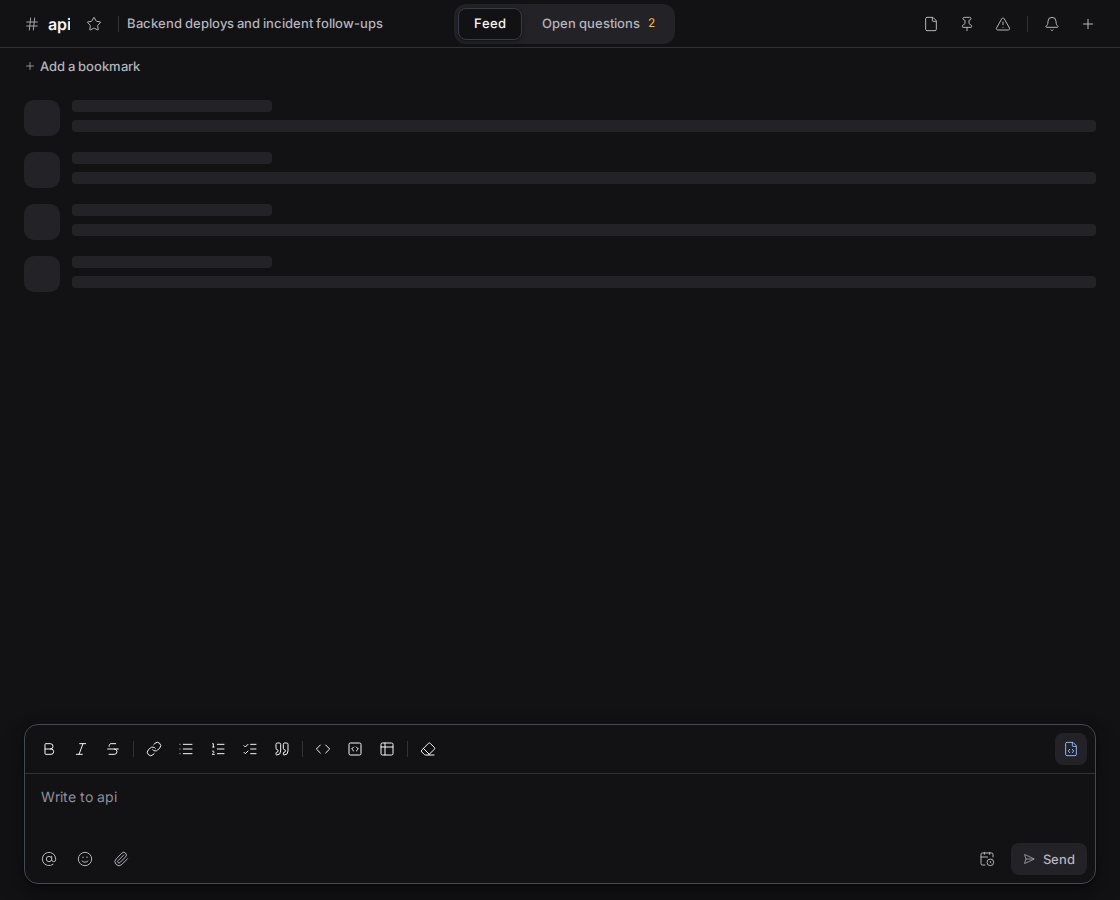 api
Backend deploys and incident follow-ups
Feed
Open questions 2
Add a bookmark
Write to api
Send